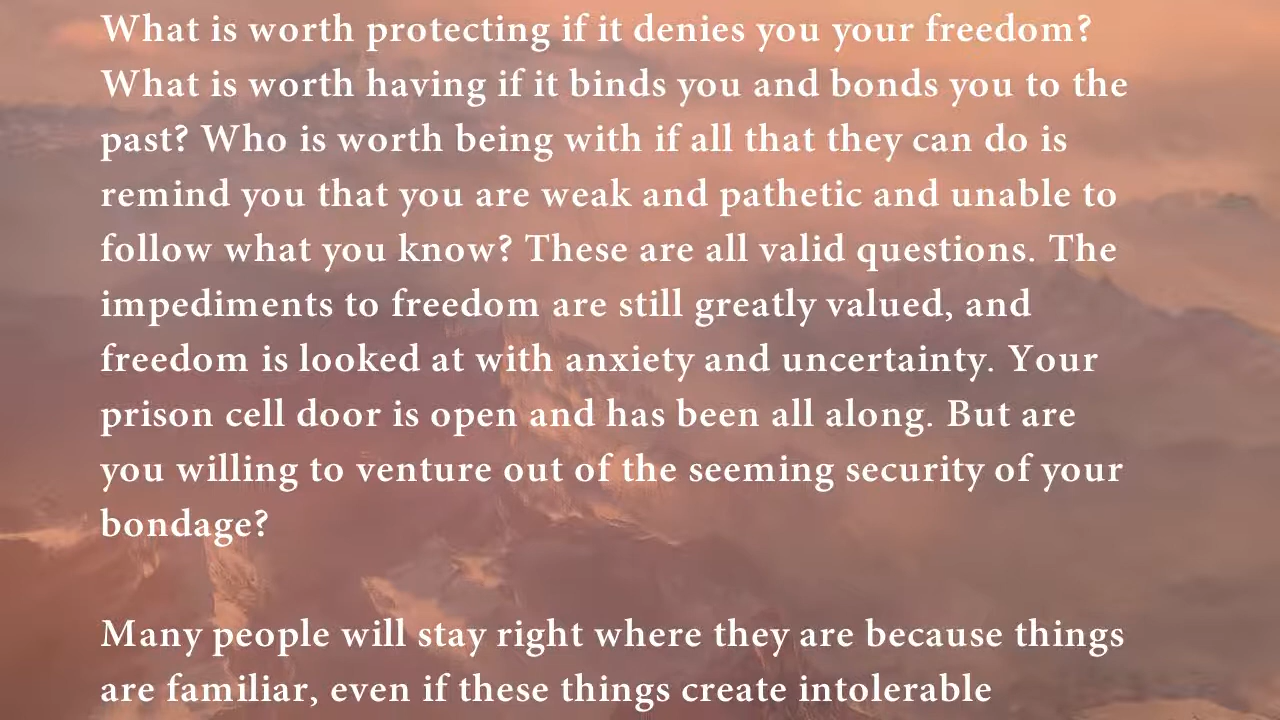 What is worth protecting if it denies you your freedom?
What is worth having if it binds you and bonds you to the
past? Who is worth being with if all that they can do is
remind you that you are weak and pathetic and unable to
follow what you know? These are all valid questions. The
impediments to freedom are still greatly valued, and
freedom is looked at with anxiety and uncertainty. Your
prison cell door is open and has been all along. But are
you willing to venture out of the seeming security of your
bondage?
Many people will stay right where they are because things
are familiar, even if these things create intolerable